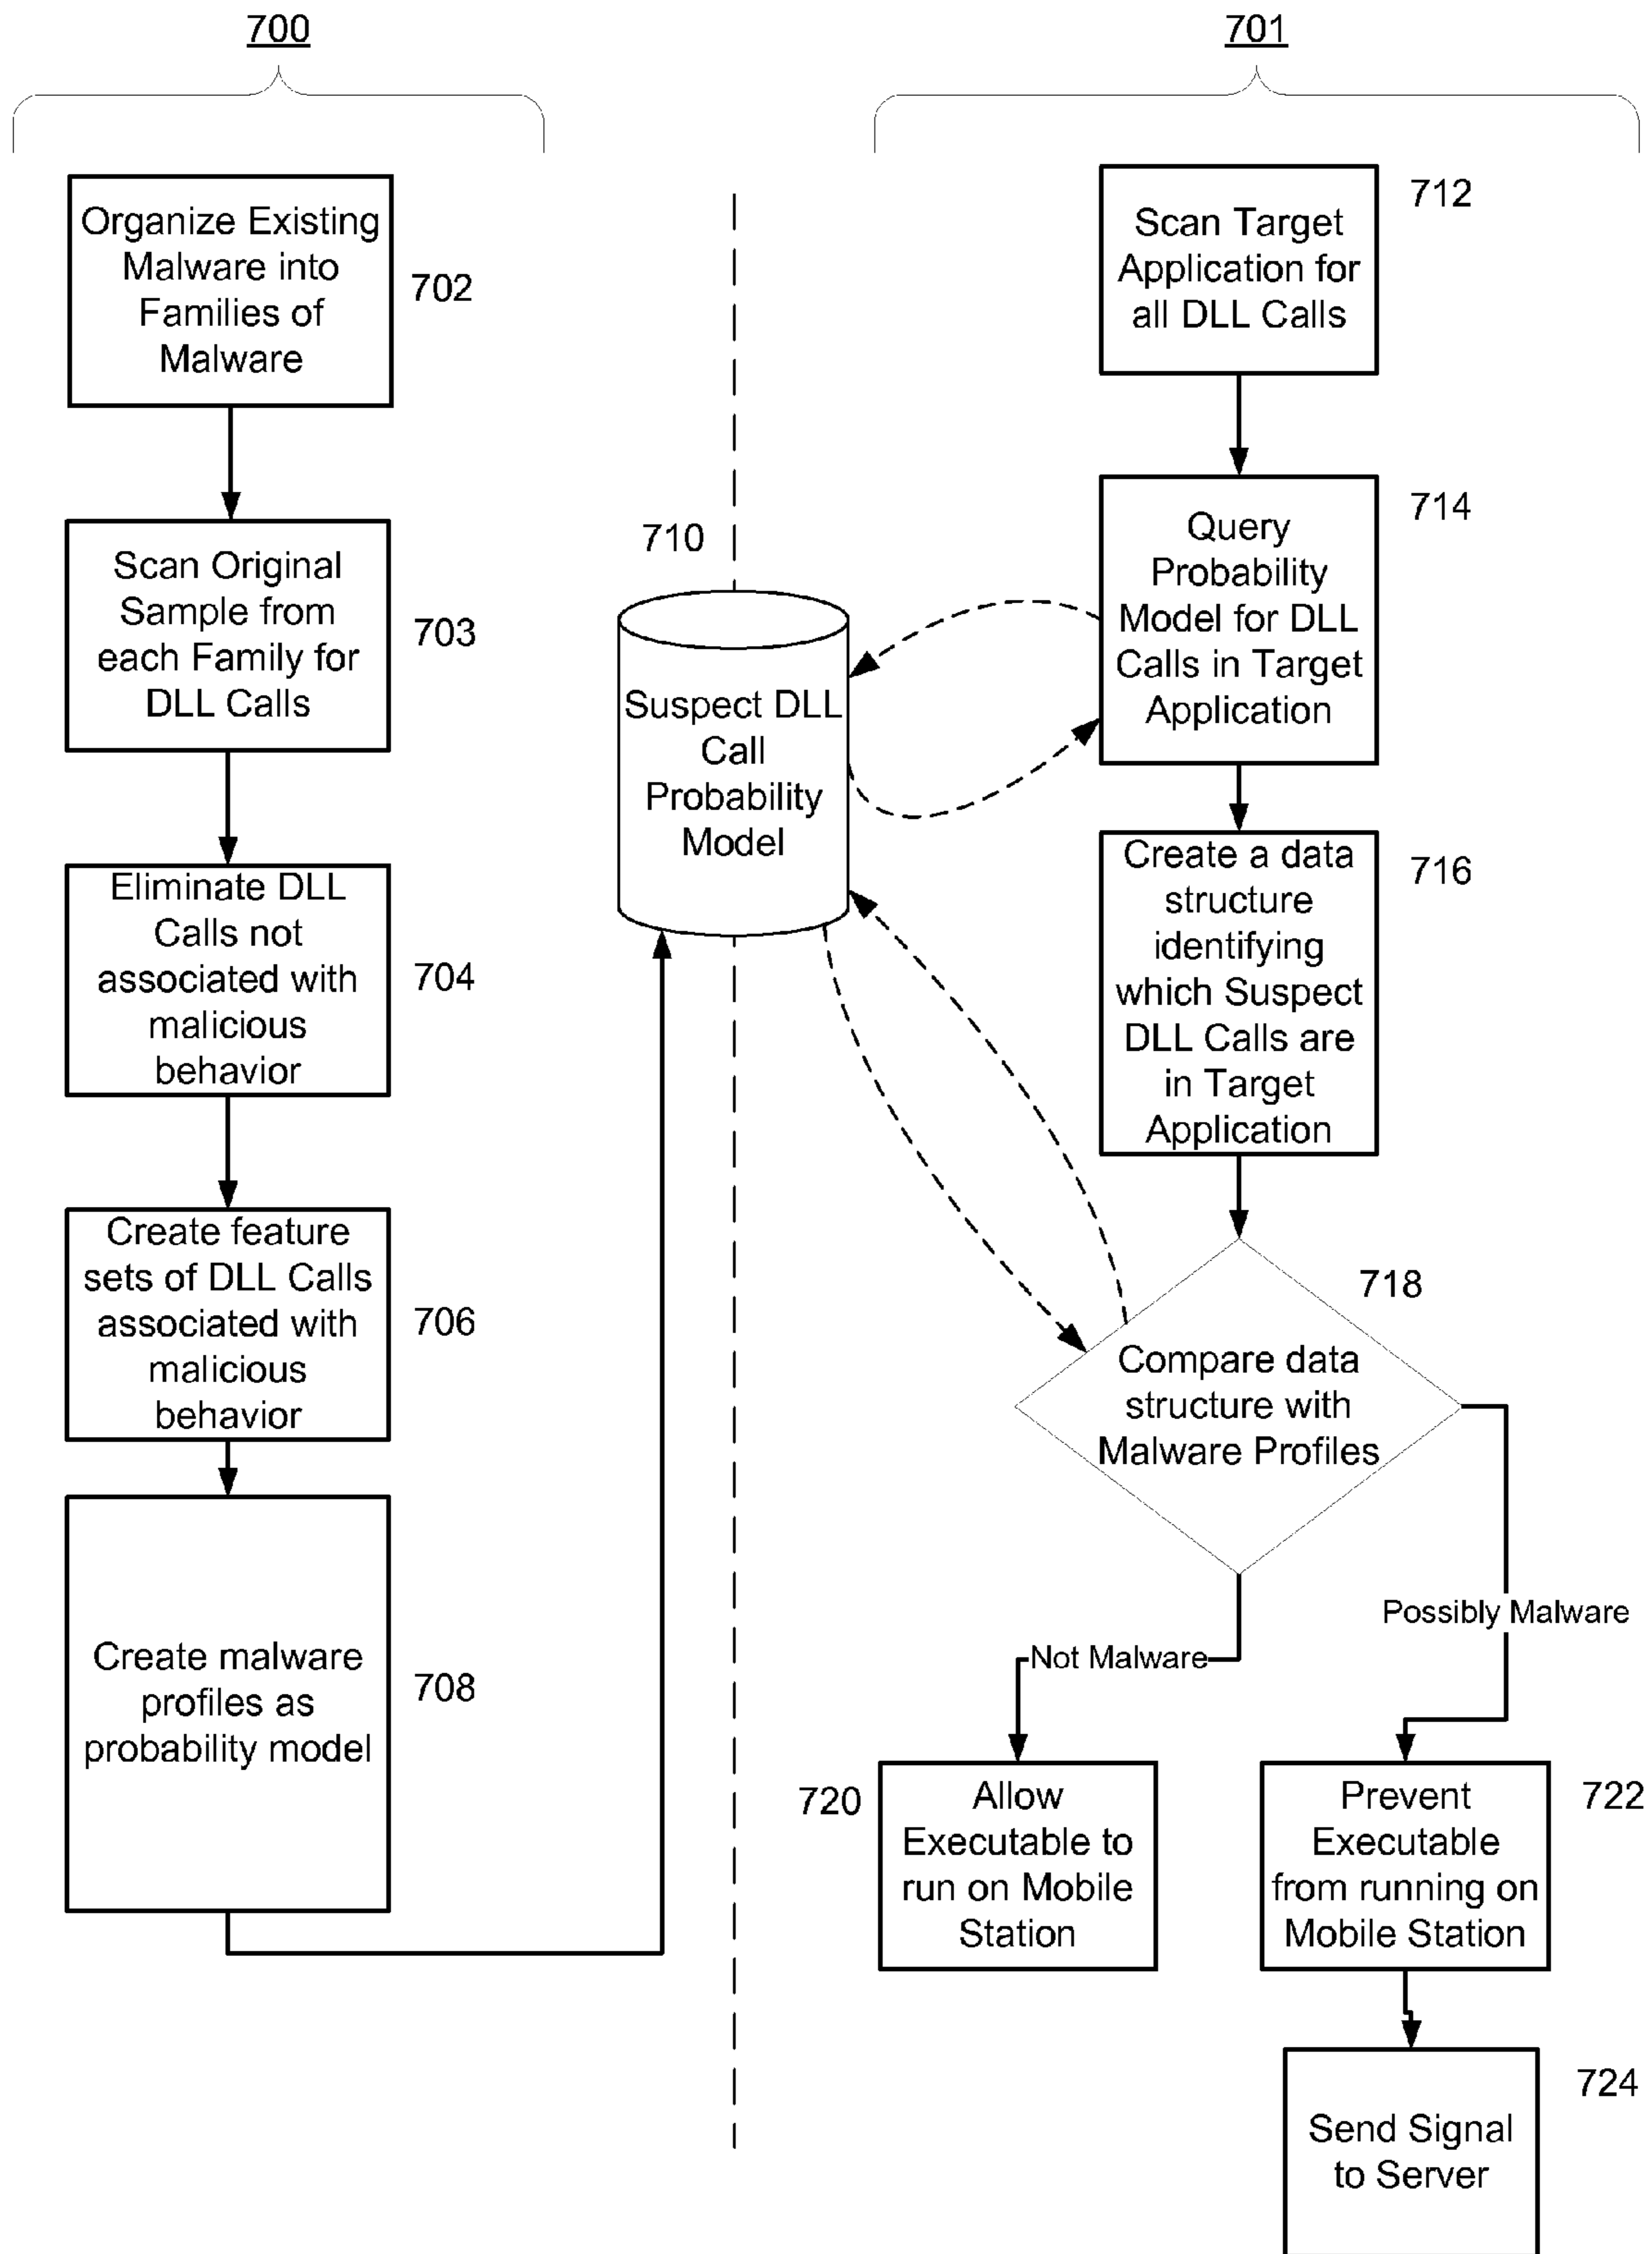 700
701
Organize Existing
Malware into
Families of
Malware
702
Scan Original
Sample from
each Family for
DLL Calls
703
Eliminate DLL
Calls not
associated with
malicious
behavior
704
Create feature
sets of DLL Calls
associated with
malicious
behavior
706
Create malware
profiles as
probability model
708
710
Suspect DLL
Call
Probability
Model
Scan Target
Application for
all DLL Calls
712
Query
Probability
Model for DLL
Calls in Target
Application
714
Create a data
structure
identifying
which Suspect
DLL Calls are
in Target
Application
716
Compare data
structure with
Malware Profiles
718
Not Malware
Possibly Malware
720
Allow
Executable to
run on Mobile
Station
Prevent
Executable
from running on
Mobile Station
722
Send Signal
to Server
724